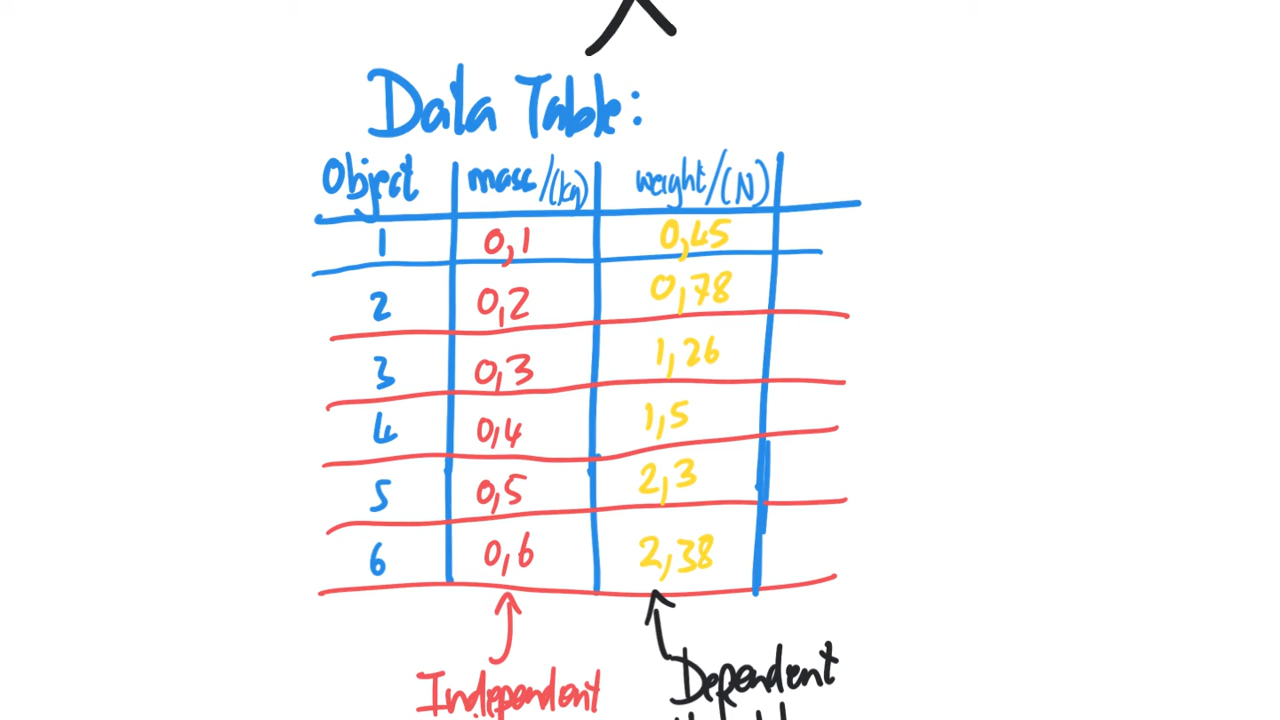 Data Table:
Object mass/(kg) weight/(N)
1 0,1 0,45
2 0,2 0,78
3 0,3 1,26
4 0,4 1,5
5 0,5 2,3
6 0,6 2,38
Independent Dependent